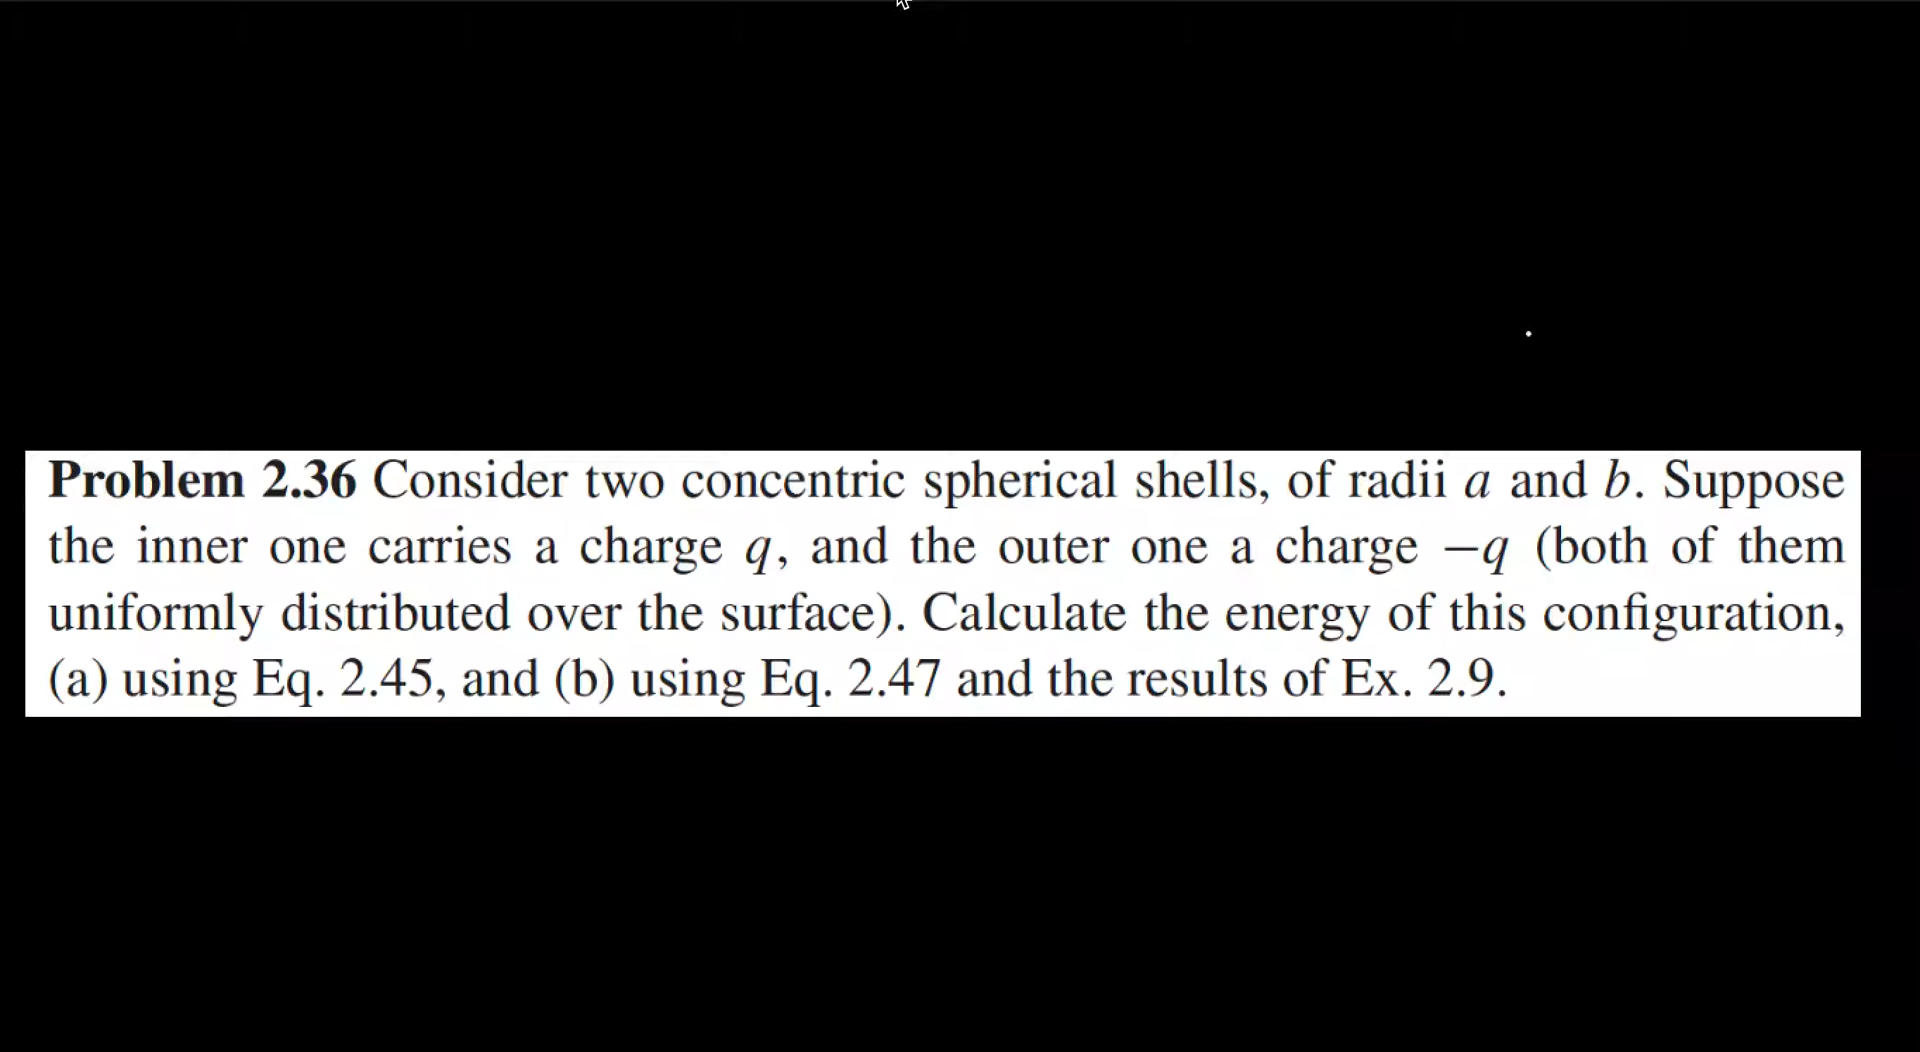 Problem 2.36 Consider two concentric spherical shells, of radii a and b. Suppose
the inner one carries a charge q, and the outer one a charge −q (both of them
uniformly distributed over the surface). Calculate the energy of this configuration,
(a) using Eq. 2.45, and (b) using Eq. 2.47 and the results of Ex. 2.9.